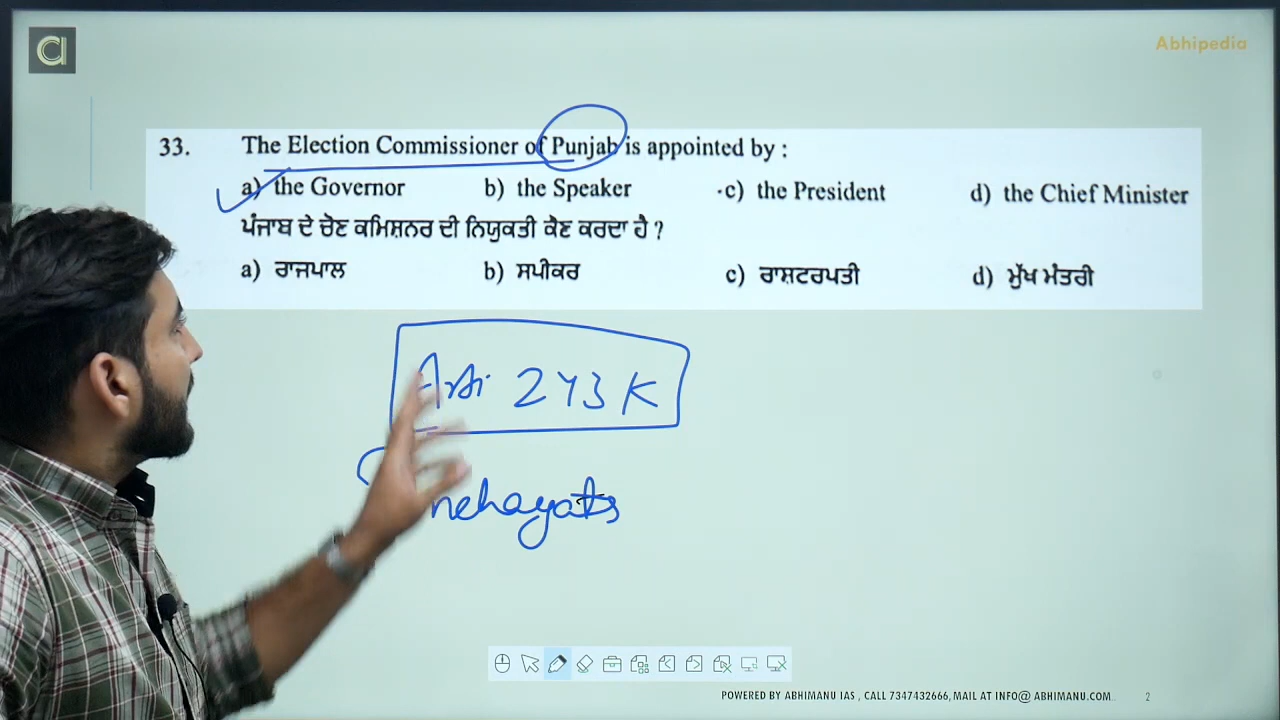 Abhipedia
33. The Election Commissioner of Punjab is appointed by :
a) the Governor b) the Speaker c) the President d) the Chief Minister
ਪੰਜਾਬ ਦੇ ਚੋਣ ਕਮਿਸ਼ਨਰ ਦੀ ਨਿਯੁਕਤੀ ਕੌਣ ਕਰਦਾ ਹੈ ?
a) ਰਾਜਪਾਲ b) ਸਪੀਕਰ c) ਰਾਸ਼ਟਰਪਤੀ d) ਮੁੱਖ ਮੰਤਰੀ
243 K
POWERED BY ABHIMANU IAS , CALL 7347432666, MAIL AT INFO@ ABHIMANU.COM 2